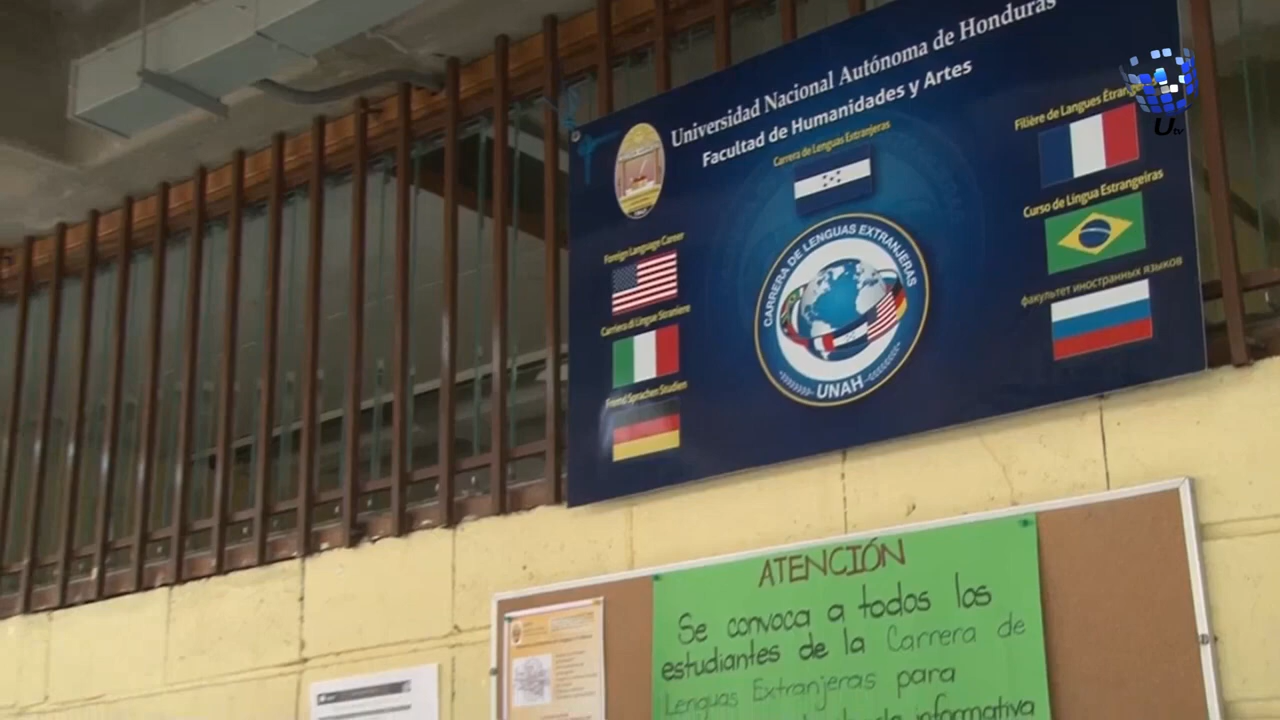 Universidad Nacional Autónoma de Honduras
Facultad de Humanidades y Artes
Carrera de Lenguas Extranjeras
Foreign Language Career
Carriera di Lingue Straniere
Fremd Sprachen Studien
CARRERA DE LENGUAS EXTRANJERAS
UNAH
Filière de Langues
Curso de Língua Estrangeiras
факультет иностранных языков
Utv
ATENCIÓN
Se convoca a todos los
estudiantes de la Carrera de
Lenguas Extranjeras para
informativa